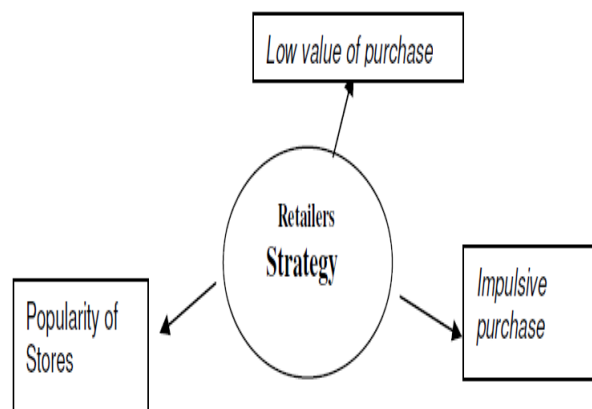 Low value of purchase
Retailers
Strategy
Popularity of
Stores
Impulsive
purchase